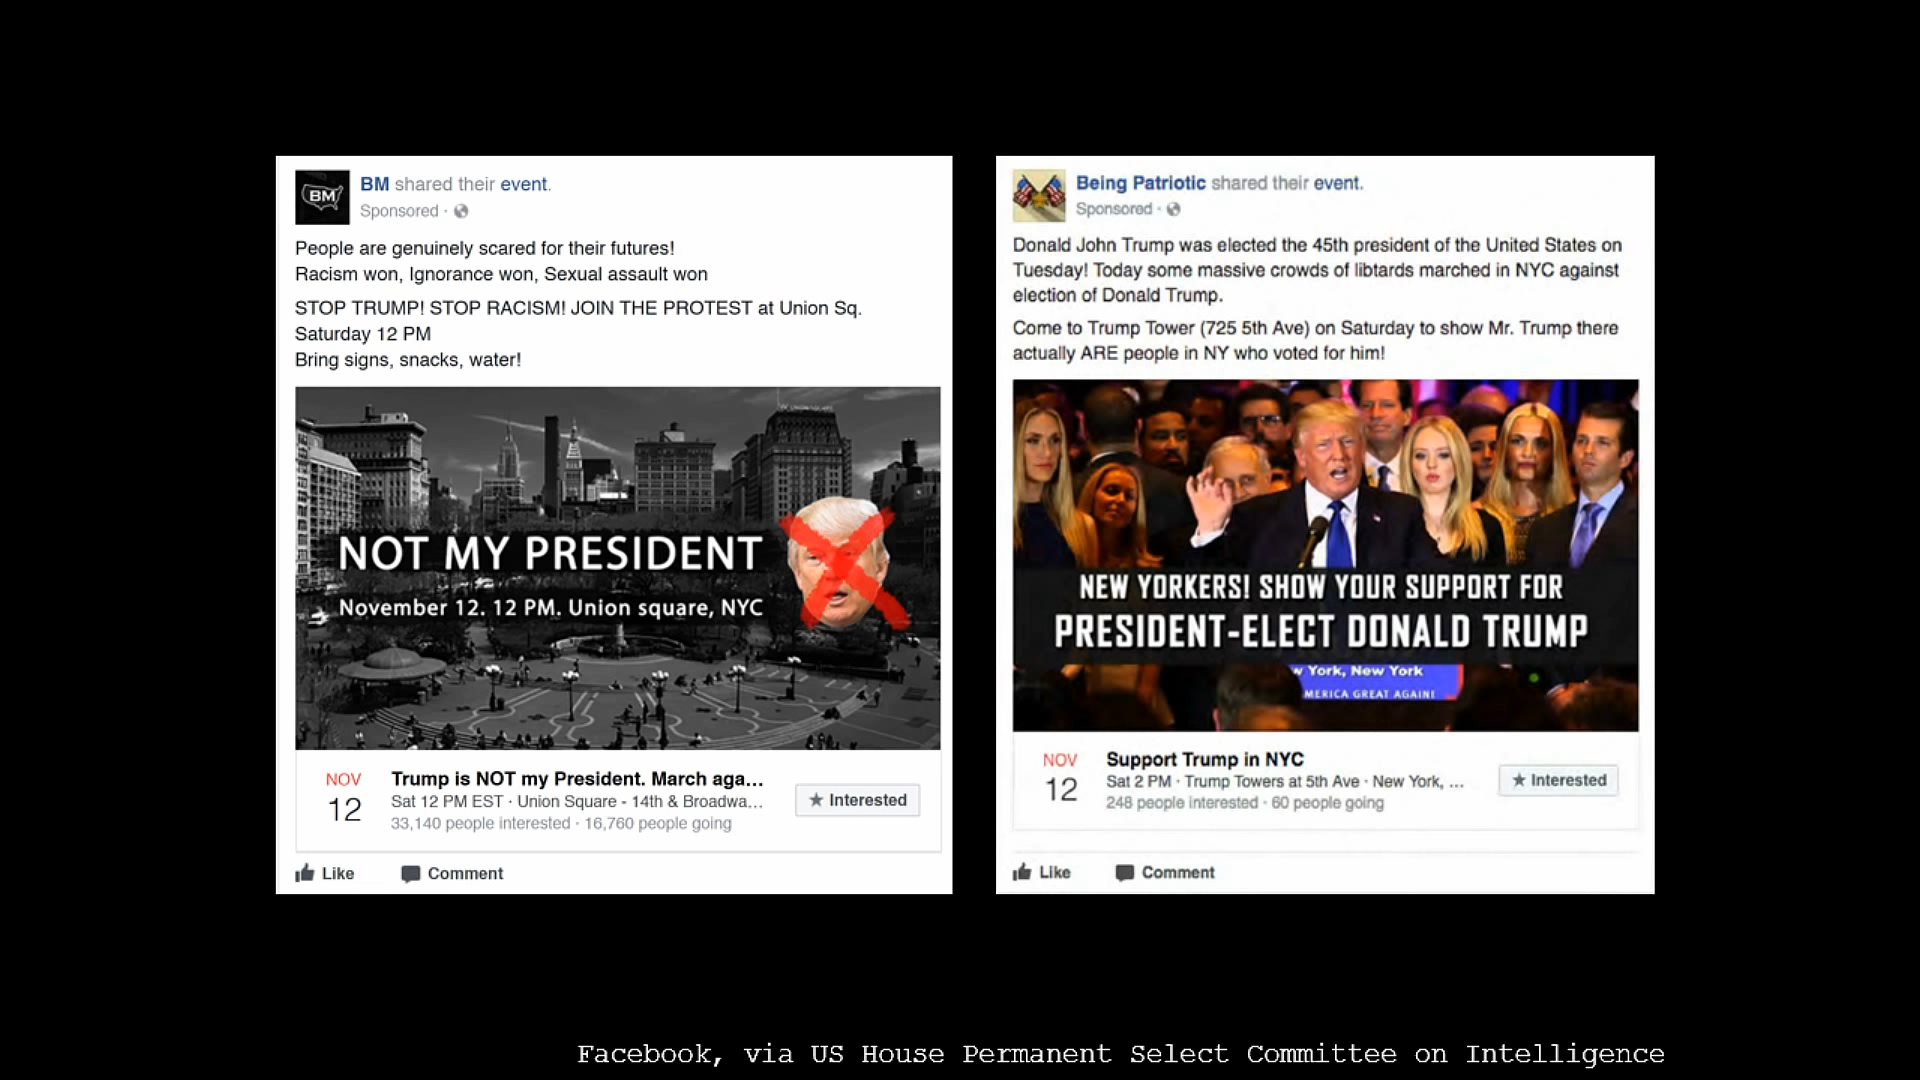 BM
BM shared their event.
Sponsored ·
People are genuinely scared for their futures!
Racism won, Ignorance won, Sexual assault won
STOP TRUMP! STOP RACISM! JOIN THE PROTEST at Union Sq.
Saturday 12 PM
Bring signs, snacks, water!
NOT MY PRESIDENT
November 12. 12 PM. Union square, NYC
NOV
12
Trump is NOT my President. March aga...
Sat 12 PM EST · Union Square - 14th & Broadwa...
33,140 people interested · 16,760 people going
★ Interested
Like
Comment
Being Patriotic shared their event.
Sponsored ·
Donald John Trump was elected the 45th president of the United States on
Tuesday! Today some massive crowds of libtards marched in NYC against
election of Donald Trump.
Come to Trump Tower (725 5th Ave) on Saturday to show Mr. Trump there
actually ARE people in NY who voted for him!
NEW YORKERS! SHOW YOUR SUPPORT FOR
PRESIDENT-ELECT DONALD TRUMP
w York, New York
MERICA GREAT AGAIN!
NOV
12
Support Trump in NYC
Sat 2 PM · Trump Towers at 5th Ave · New York, ...
248 people interested · 60 people going
★ Interested
Like
Comment
Facebook, via US House Permanent Select Committee on Intelligence